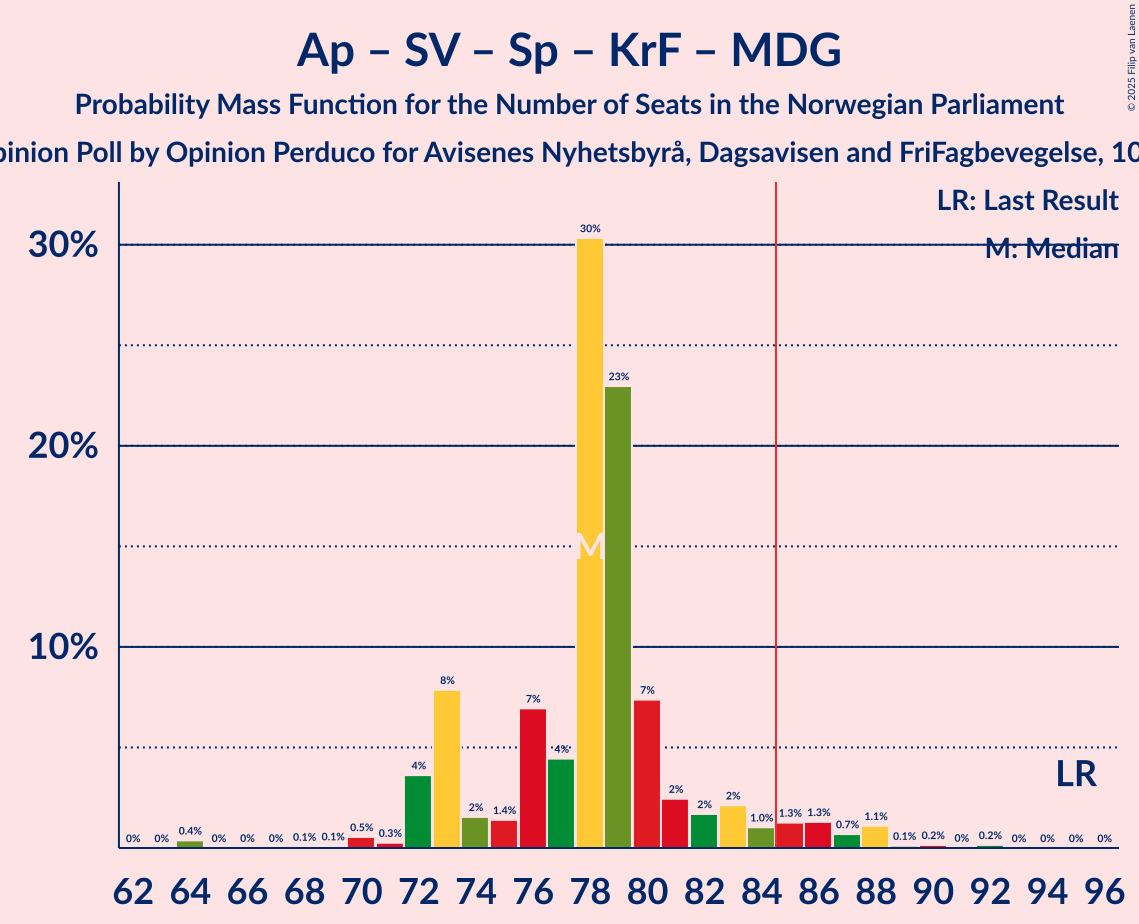 Ap – SV – Sp – KrF – MDG
Probability Mass Function for the Number of Seats in the Norwegian Parliament
Opinion Poll by Opinion Perduco for Avisenes Nyhetsbyrå, Dagsavisen and FriFagbevegelse, 10
© 2025 Filip van Laenen
LR: Last Result
M: Median
30%
20%
10%
0% 0% 0.4% 0% 0% 0% 0.1% 0.1% 0.5% 0.3% 4% 8% 2% 1.4% 7% 4% 30% 23% 7% 2% 2% 2% 1.0% 1.3% 1.3% 0.7% 1.1% 0.1% 0.2% 0% 0.2% 0% 0% 0% 0%
M
LR
62 64 66 68 70 72 74 76 78 80 82 84 86 88 90 92 94 96